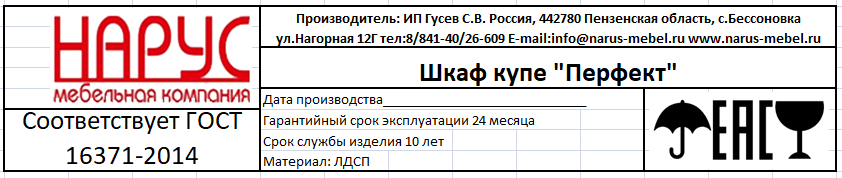 НАРУС
мебельная компания
Соответствует ГОСТ
16371-2014
Производитель: ИП Гусев С.В. Россия, 442780 Пензенская область, с.Бессоновка
ул.Нагорная 12Г тел:8/841-40/26-609 E-mail:info@narus-mebel.ru www.narus-mebel.ru
Шкаф купе "Перфект"
Дата производства____________________________
Гарантийный срок эксплуатации 24 месяца
Срок службы изделия 10 лет
Материал: ЛДСП
ЕАС